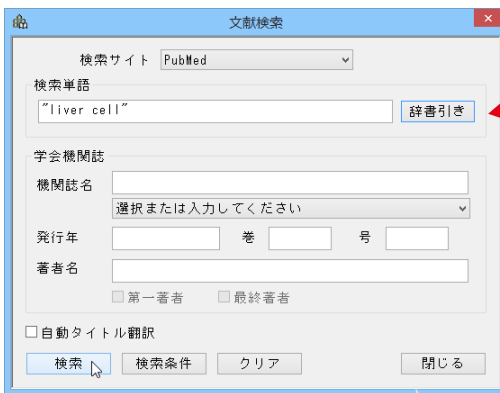 文献検索
検索サイト PubMed
検索単語
"liver cell" 辞書引き
学会機関誌
機関誌名
選択または入力してください
発行年 巻 号
著者名
第一著者 最終著者
自動タイトル翻訳
検索 検索条件 クリア 閉じる